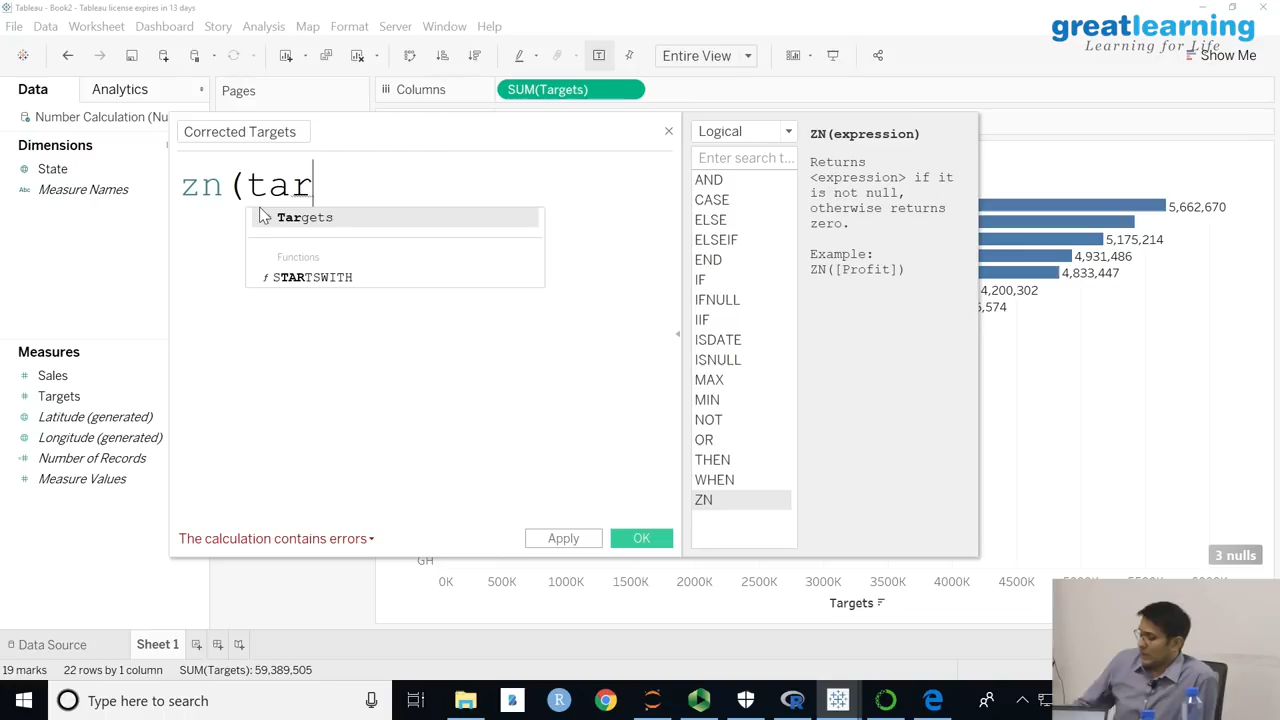 Tableau - Book2 - Tableau license expires in 13 days
File Data Worksheet Dashboard Story Analysis Map Format Server Window Help
greatlearning
Learning for Life
Entire View
Show Me
Data Analytics
Pages
Columns
SUM(Targets)
Number Calculation (Nu
Dimensions
State
Abc Measure Names
Measures
Sales
Targets
Latitude (generated)
Longitude (generated)
Number of Records
Measure Values
Corrected Targets
zn(tar
Targets
Functions
f STARTSWITH
The calculation contains errors
Apply
OK
Logical
Enter search t...
AND
CASE
ELSE
ELSEIF
END
IF
IFNULL
IIF
ISDATE
ISNULL
MAX
MIN
NOT
OR
THEN
WHEN
ZN
ZN(expression)
Returns
<expression> if it
is not null,
otherwise returns
zero.
Example:
ZN([Profit])
5,662,670
5,175,214
4,931,486
4,833,447
4,200,302
,574
GH
3 nulls
0K 500K 1000K 1500K 2000K 2500K 3000K 3500K 4000K 4500K
Targets
Data Source
Sheet 1
19 marks 22 rows by 1 column SUM(Targets): 59,389,505
Type here to search